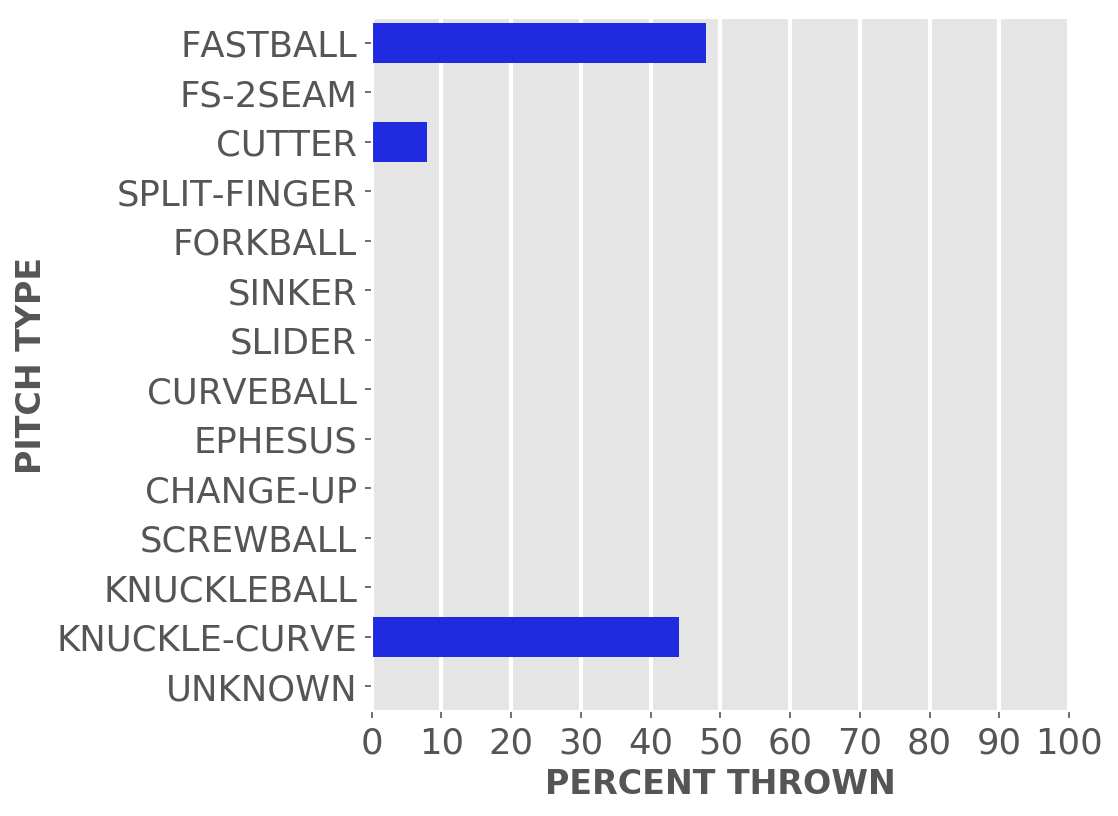 PITCH TYPE
FASTBALL
FS-2SEAM
CUTTER
SPLIT-FINGER
FORKBALL
SINKER
SLIDER
CURVEBALL
EPHESUS
CHANGE-UP
SCREWBALL
KNUCKLEBALL
KNUCKLE-CURVE
UNKNOWN
0 10 20 30 40 50 60 70 80 90 100
PERCENT THROWN